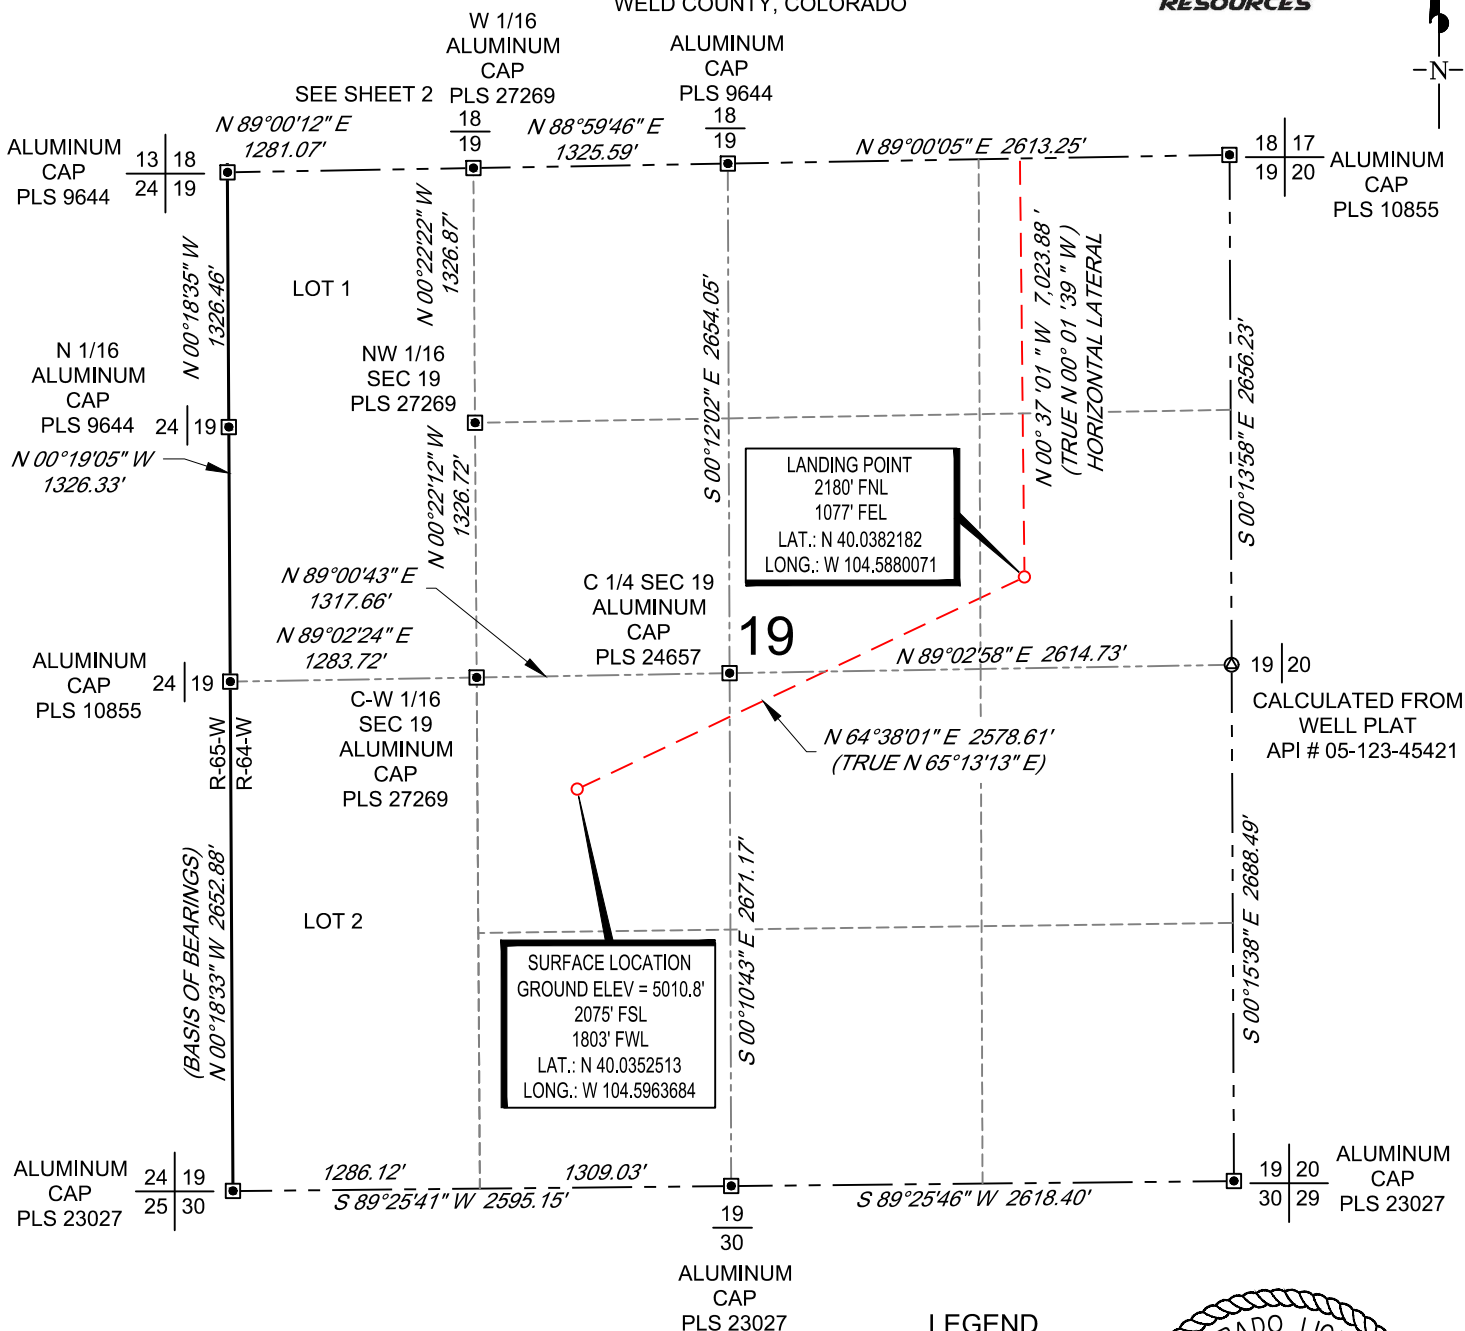 WELD COUNTY, COLORADO
RESOURCES
-N-
W 1/16
ALUMINUM
CAP
PLS 27269
18
19
ALUMINUM
CAP
PLS 9644
18
19
SEE SHEET 2
N 89°00'12" E
1281.07'
N 88°59'46" E
1325.59'
N 89°00'05" E 2613.25'
ALUMINUM
CAP
PLS 9644
13 18
24 19
18 17
19 20
ALUMINUM
CAP
PLS 10855
N 00°18'35" W
1326.46'
LOT 1
N 00°22'22" W
1326.87'
S 00°12'02" E 2654.05'
N 00° 37 '01 " W 7,023.88 '
(TRUE N 00° 01 '39 " W )
HORIZONTAL LATERAL
S 00°13'58" E 2656.23'
N 1/16
ALUMINUM
CAP
PLS 9644
24 19
NW 1/16
SEC 19
PLS 27269
N 00°19'05" W
1326.33'
N 00°22'12" W
1326.72'
LANDING POINT
2180' FNL
1077' FEL
LAT.: N 40.0382182
LONG.: W 104.5880071
N 89°00'43" E
1317.66'
N 89°02'24" E
1283.72'
C 1/4 SEC 19
ALUMINUM
CAP
PLS 24657
19
N 89°02'58" E 2614.73'
ALUMINUM
CAP
PLS 10855
24 19
19 20
CALCULATED FROM
WELL PLAT
API # 05-123-45421
C-W 1/16
SEC 19
ALUMINUM
CAP
PLS 27269
R-65-W
R-64-W
N 64°38'01" E 2578.61'
(TRUE N 65°13'13" E)
(BASIS OF BEARINGS)
N 00°18'33" W 2652.88'
LOT 2
S 00°10'43" E 2671.17'
S 00°15'38" E 2688.49'
SURFACE LOCATION
GROUND ELEV = 5010.8'
2075' FSL
1803' FWL
LAT.: N 40.0352513
LONG.: W 104.5963684
ALUMINUM
CAP
PLS 23027
24 19
25 30
1286.12'
1309.03'
S 89°25'41" W 2595.15'
S 89°25'46" W 2618.40'
19 20
30 29
ALUMINUM
CAP
PLS 23027
19
30
ALUMINUM
CAP
PLS 23027
LEGEND